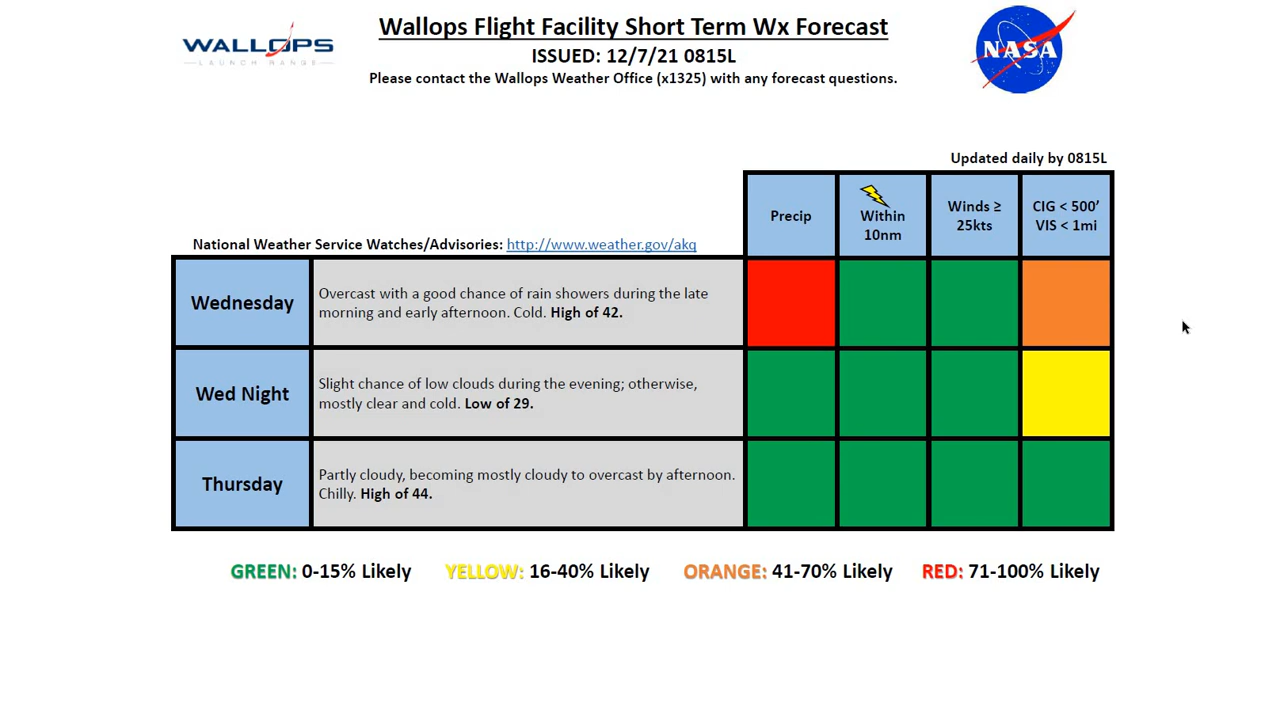 Wallops Flight Facility Short Term Wx Forecast
WALLOPS
LAUNCH RANGE
ISSUED: 12/7/21 0815L
NASA
Please contact the Wallops Weather Office (x1325) with any forecast questions.
Updated daily by 0815L
Precip
Within
10nm
Winds ≥
25kts
CIG < 500’
VIS < 1mi
National Weather Service Watches/Advisories: http://www.weather.gov/akq
Wednesday
Overcast with a good chance of rain showers during the late
morning and early afternoon. Cold. High of 42.
Wed Night
Slight chance of low clouds during the evening; otherwise,
mostly clear and cold. Low of 29.
Thursday
Partly cloudy, becoming mostly cloudy to overcast by afternoon.
Chilly. High of 44.
GREEN: 0-15% Likely YELLOW: 16-40% Likely ORANGE: 41-70% Likely RED: 71-100% Likely